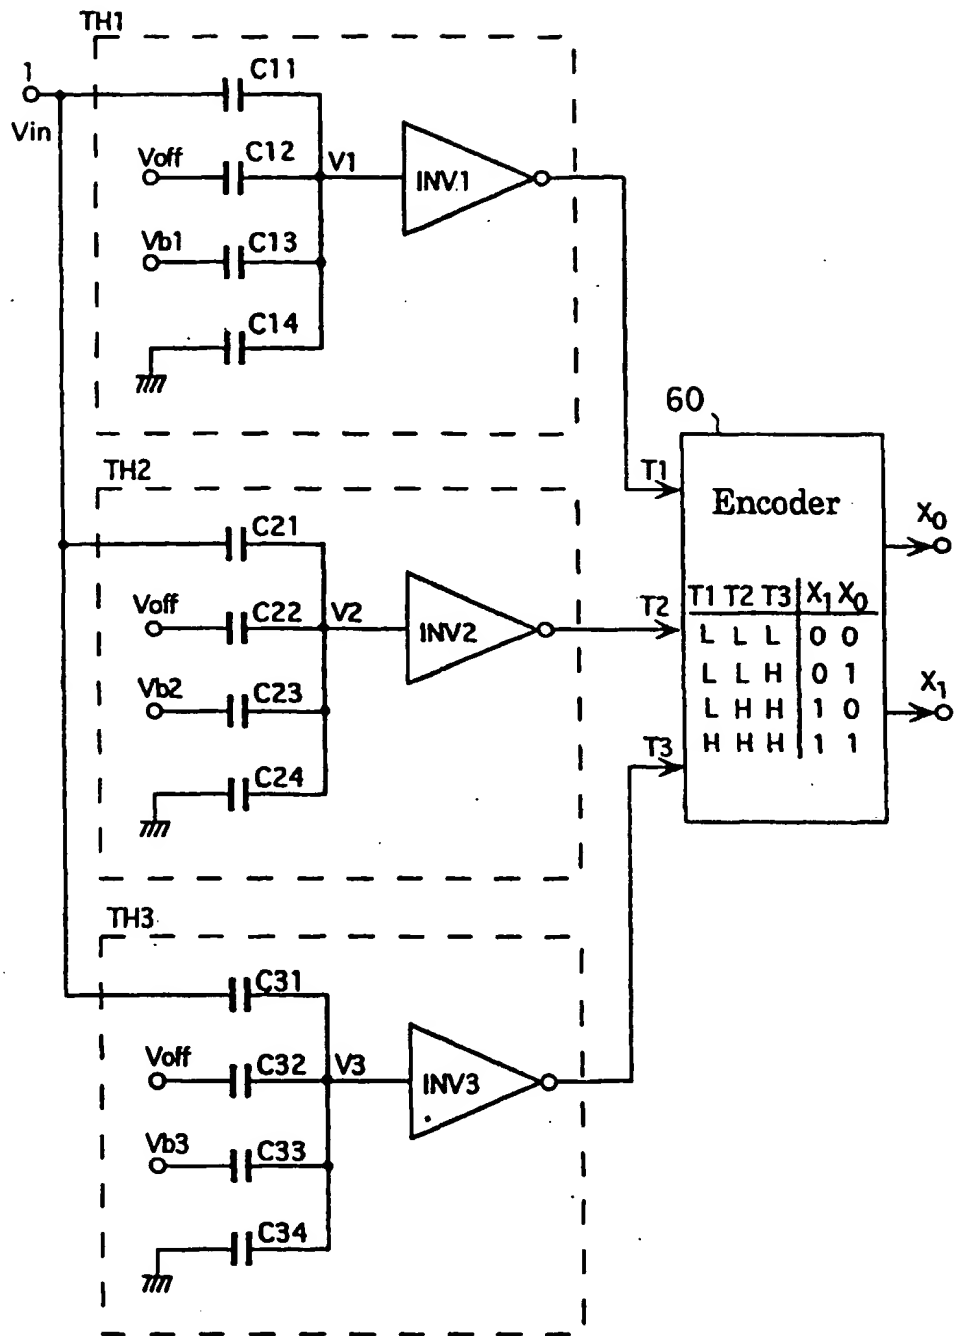 TH1
1
Vin
C11
Voff
C12
V1
INV.1
Vb1
C13
C14
TH2
C21
Voff
C22
V2
INV2
Vb2
C23
C24
TH3
C31
Voff
C32
V3
INV3
Vb3
C33
C34
60
T1
T2
T3
Encoder
T1 T2 T3 X1 X0
L L L 0 0
L L H 0 1
L H H 1 0
H H H 1 1
X0
X1